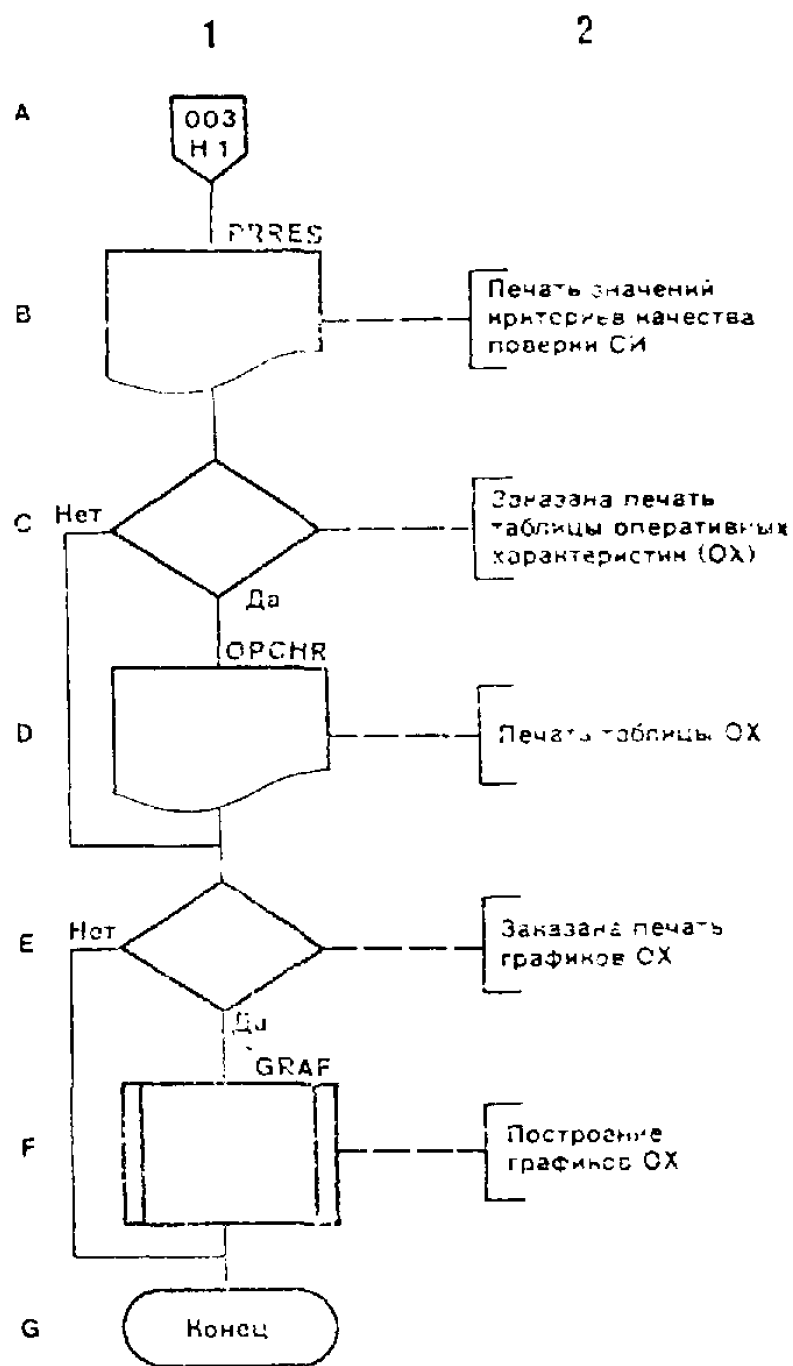 1 2
A
003
H 1
PRRES
B
Печать значений
критериев качества
поверки СИ
C
Нет
Заказана печать
таблицы оперативных
характеристик (ОХ)
Да
OPCHR
D
Печать таблицы ОХ
E
Нет
Заказана печать
графиков ОХ
Да
GRAF
F
Построение
графиков ОХ
G
Конец